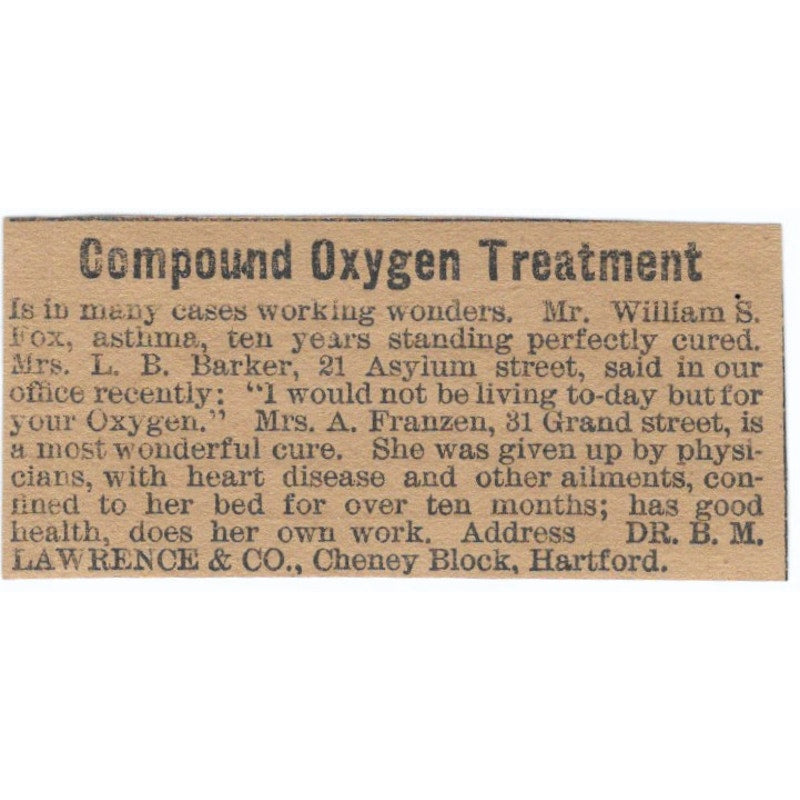 Compound Oxygen Treatment
Is in many cases working wonders. Mr. William S.
Fox, asthma, ten years standing perfectly cured.
Mrs. L. B. Barker, 21 Asylum street, said in our
office recently: "I would not be living to-day but for
your Oxygen." Mrs. A. Franzen, 31 Grand street, is
a most wonderful cure. She was given up by physi-
cians, with heart disease and other ailments, con-
fined to her bed for over ten months; has good
health, does her own work. Address DR. B. M.
LAWRENCE & CO., Cheney Block, Hartford.